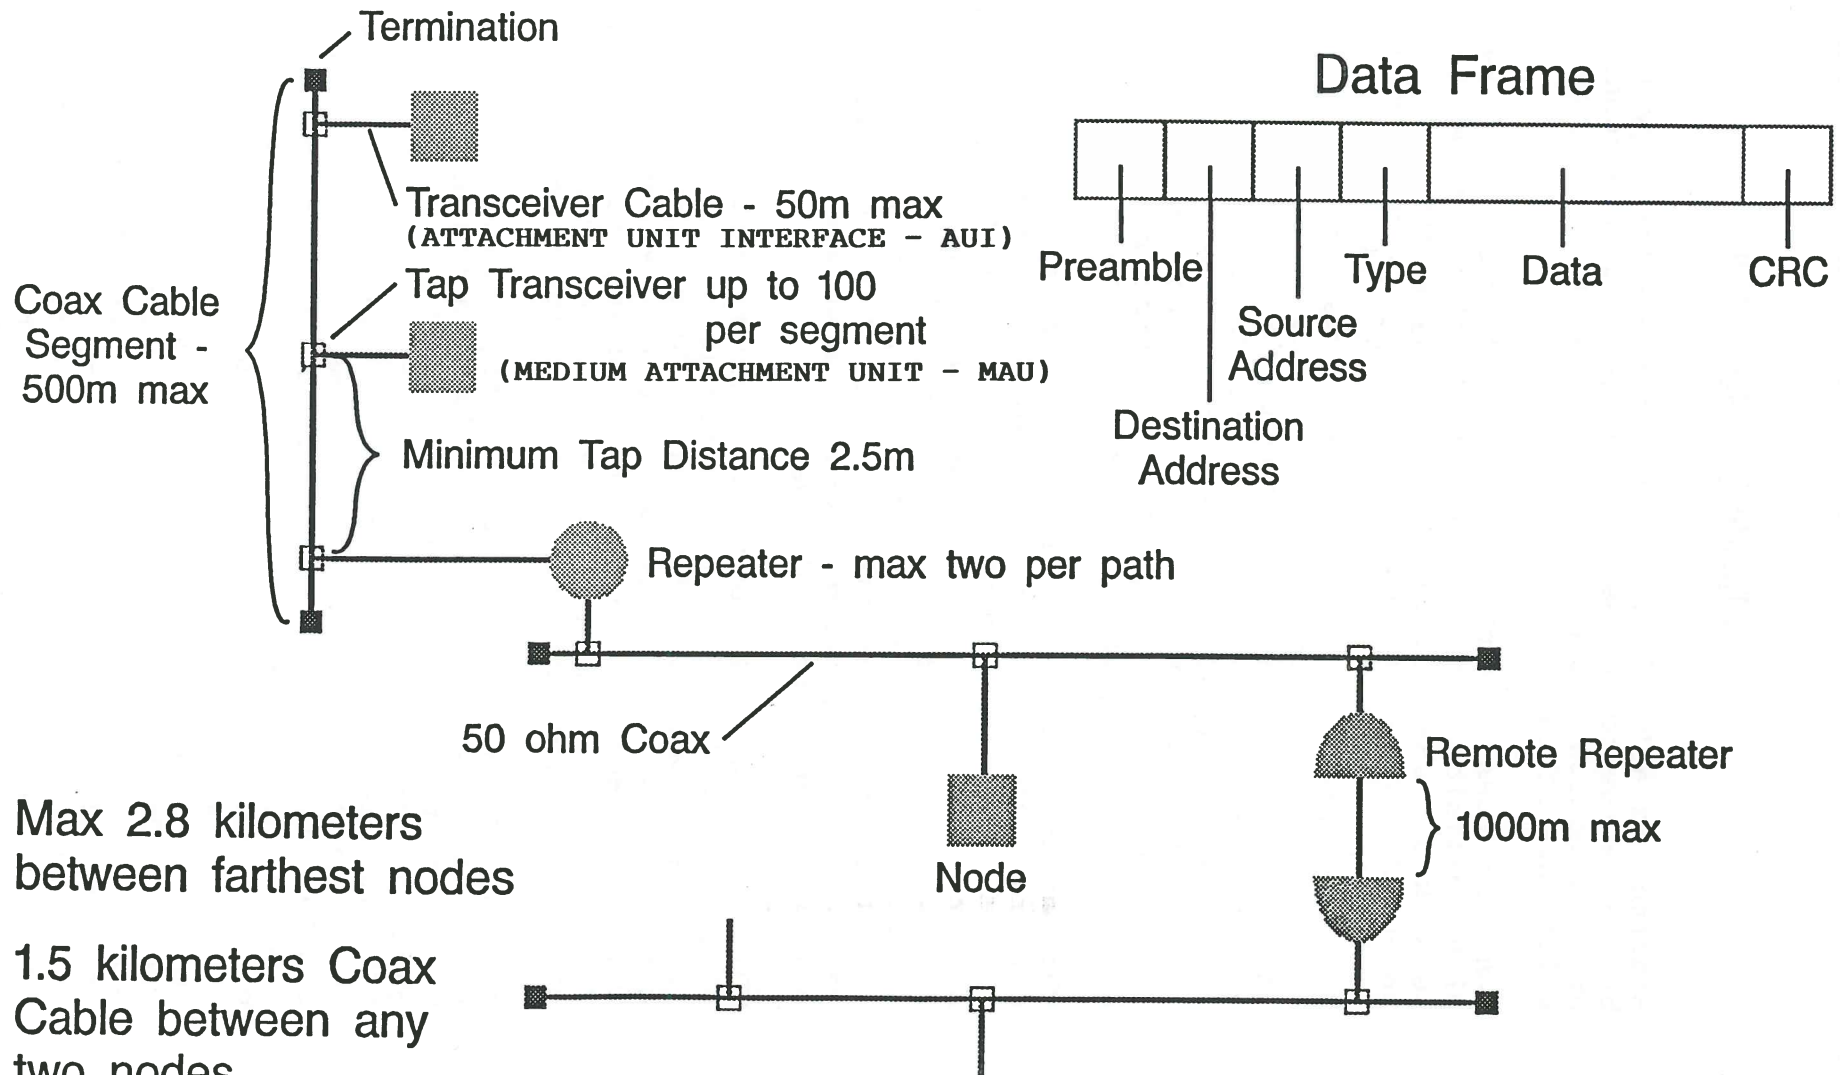 Termination
Data Frame
Transceiver Cable - 50m max
(ATTACHMENT UNIT INTERFACE - AUI)
Preamble
Type
Data
CRC
Tap Transceiver up to 100
per segment
(MEDIUM ATTACHMENT UNIT - MAU)
Source
Address
Destination
Address
Coax Cable
Segment -
500m max
Minimum Tap Distance 2.5m
Repeater - max two per path
50 ohm Coax
Remote Repeater
1000m max
Node
Max 2.8 kilometers
between farthest nodes
1.5 kilometers Coax
Cable between any
two nodes